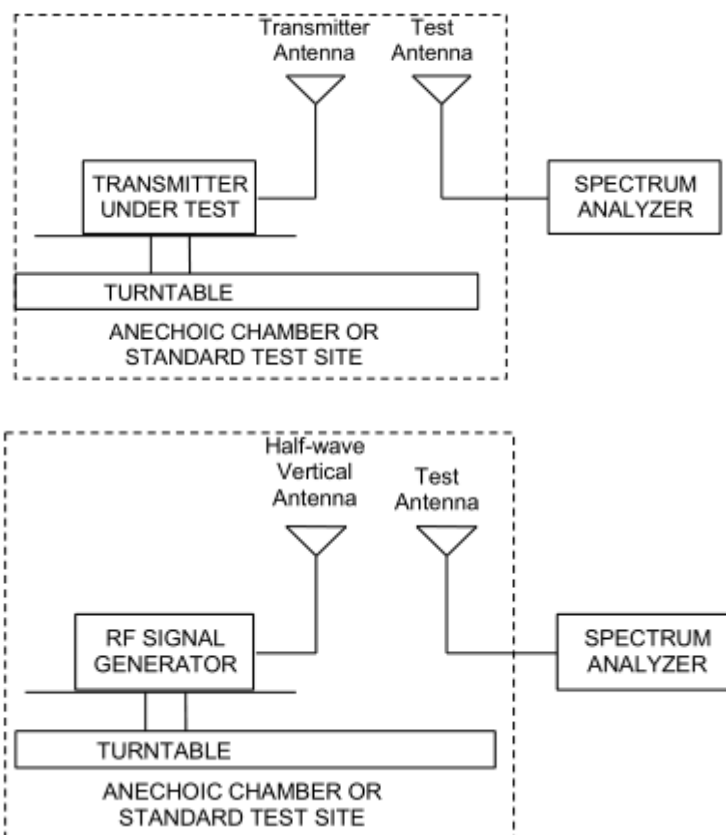 Transmitter
Antenna
Test
Antenna
TRANSMITTER
UNDER TEST
SPECTRUM
ANALYZER
TURNTABLE
ANECHOIC CHAMBER OR
STANDARD TEST SITE
Half-wave
Vertical
Antenna
Test
Antenna
RF SIGNAL
GENERATOR
SPECTRUM
ANALYZER
TURNTABLE
ANECHOIC CHAMBER OR
STANDARD TEST SITE